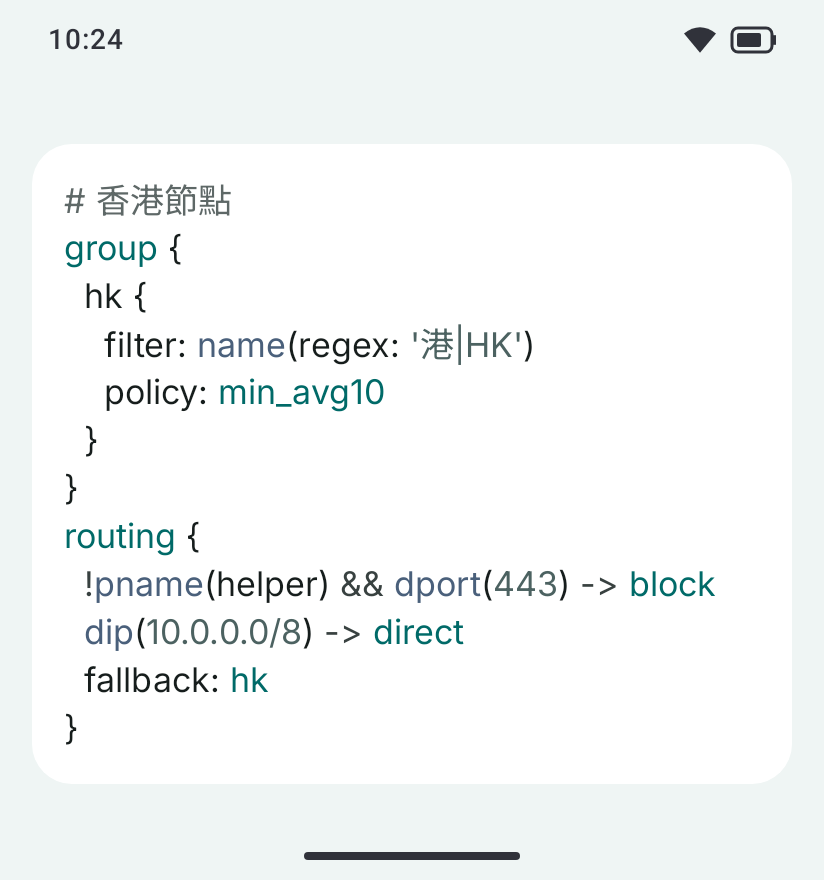 10:24
# 香港節點
group {
  hk {
    filter: name(regex: '港|HK')
    policy: min_avg10
  }
}
routing {
  !pname(helper) && dport(443) -> block
  dip(10.0.0.0/8) -> direct
  fallback: hk
}